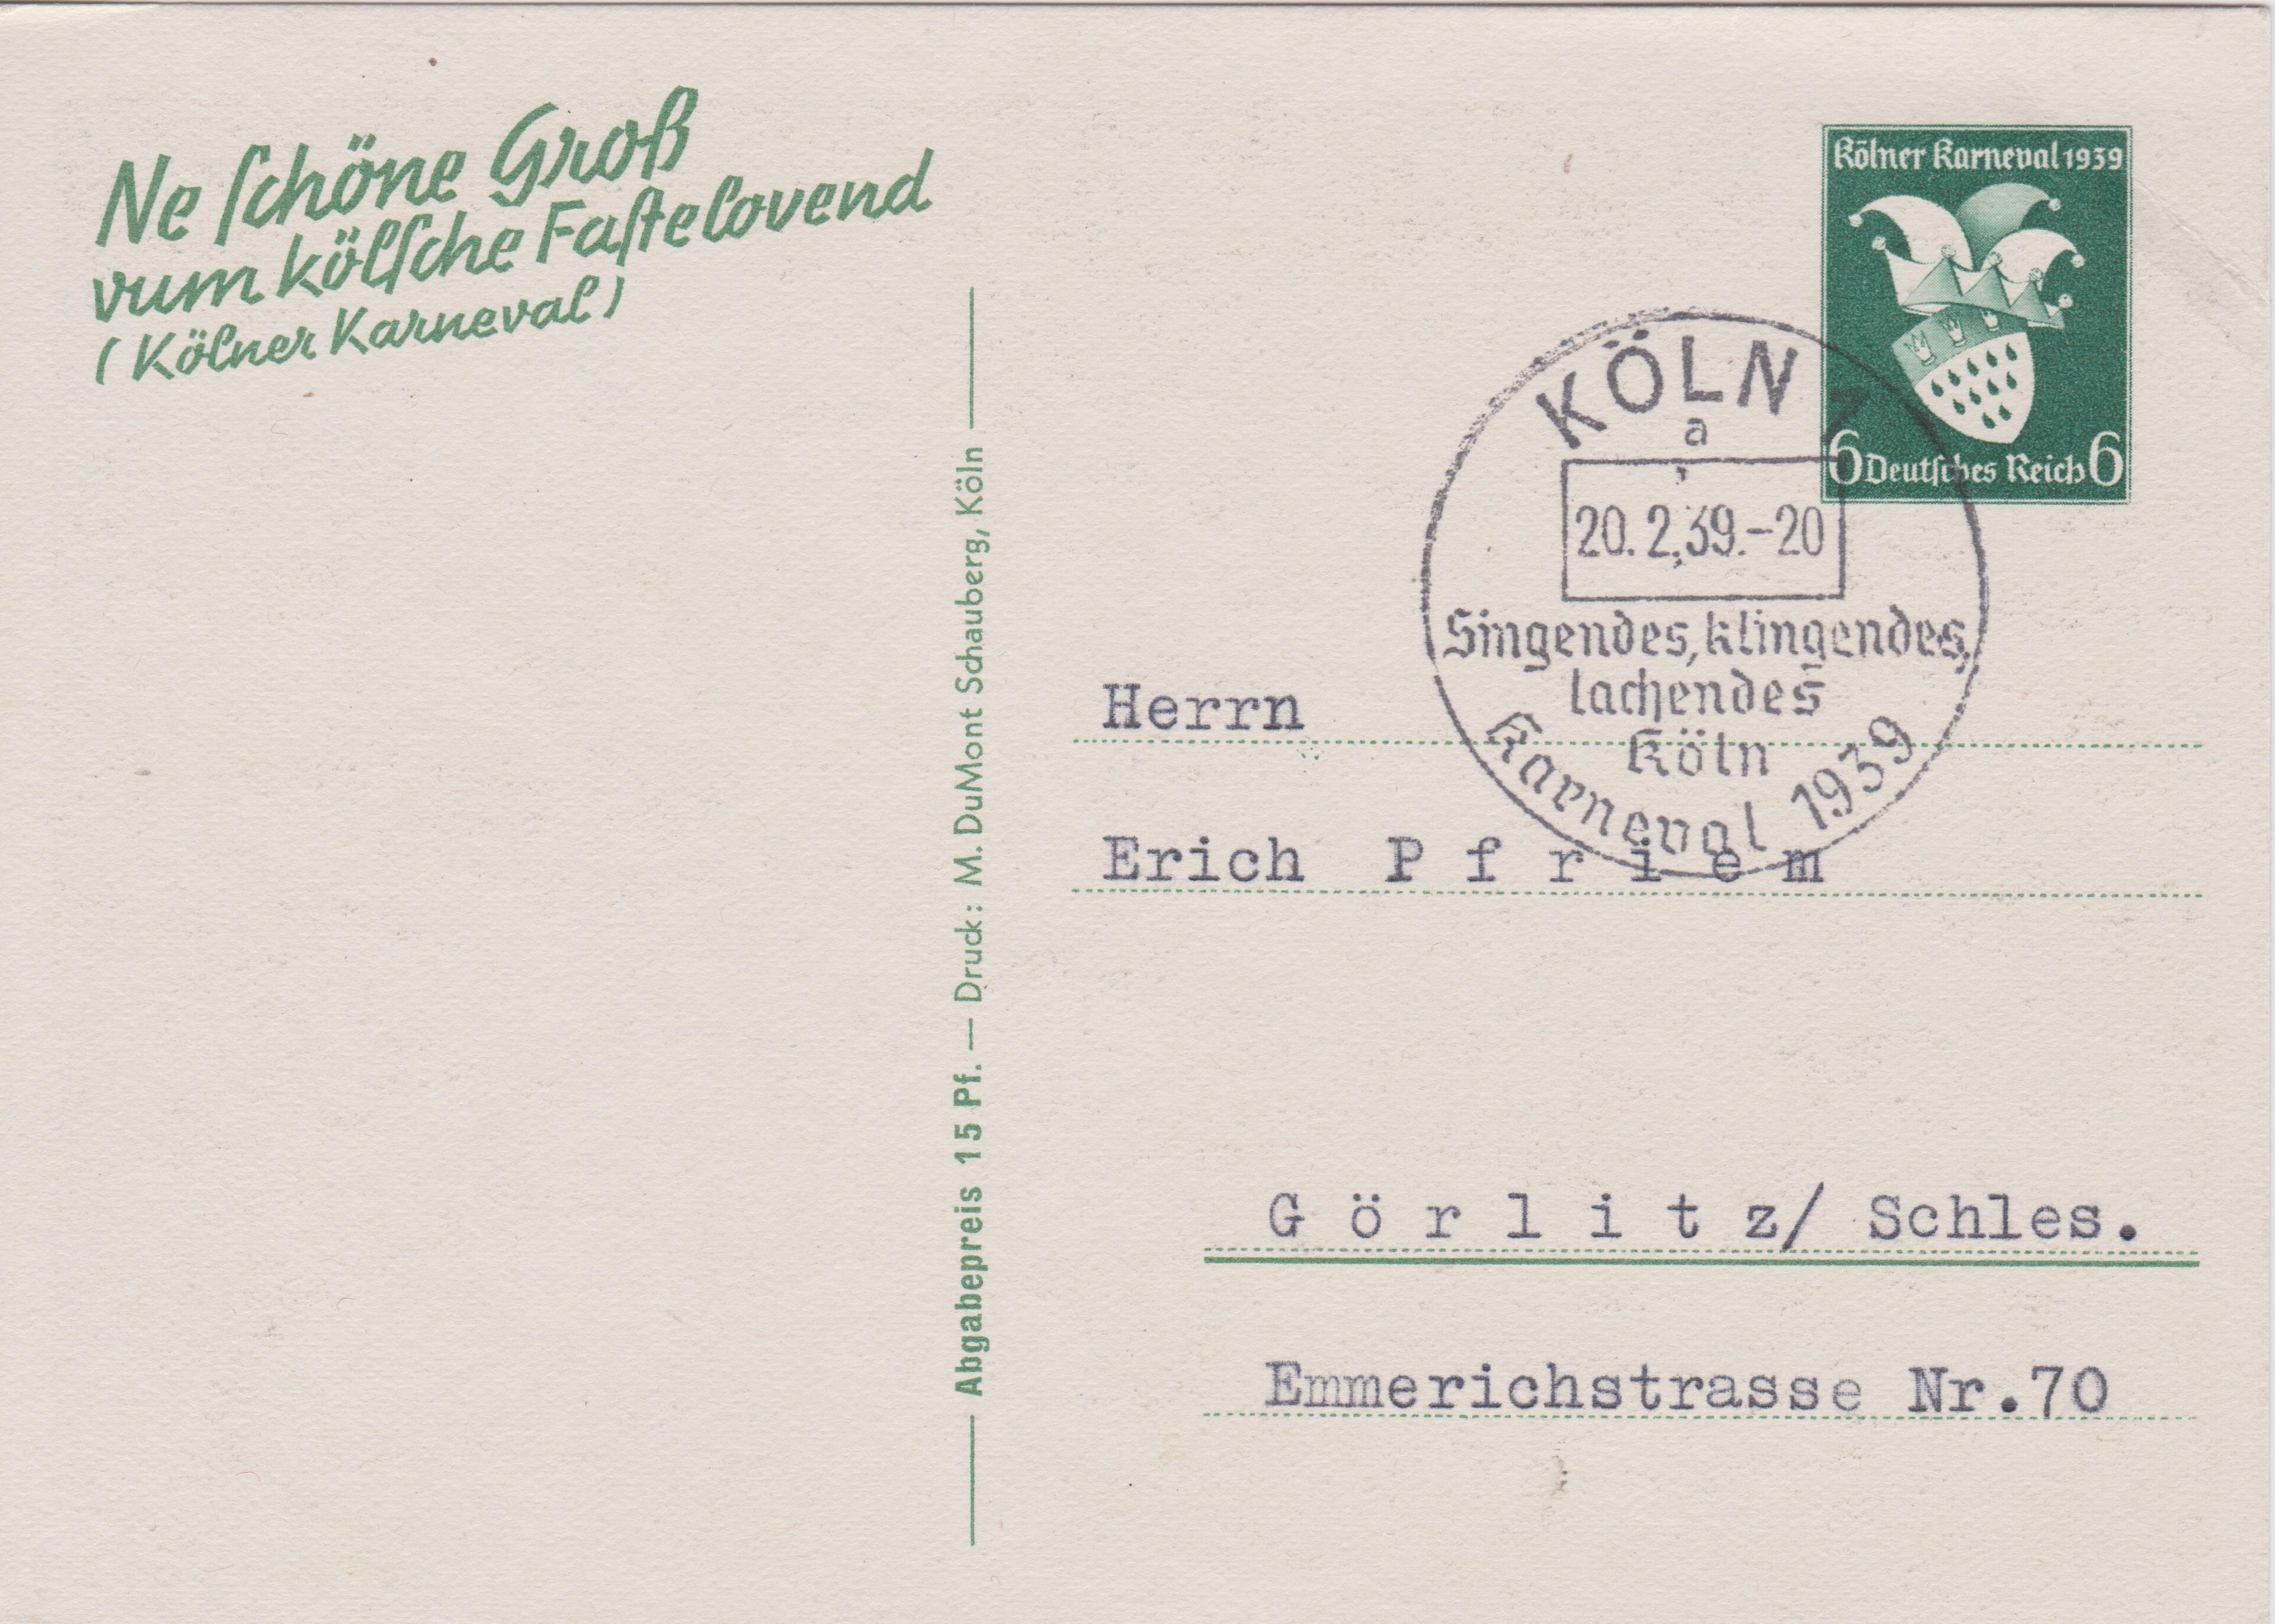 Ne schöne Groß
vum kölsche Fastelovend
(Kölner Karneval)
Kölner Karneval 1939
6 Deutsches Reich 6
KÖLN 1
a
20.2.39.-20
Singendes, klingendes,
lachendes
Köln
Karneval 1939
Abgabepreis 15 Pf. — Druck: M. DuMont Schauberg, Köln
Herrn
Erich P f r i e m
G ö r l i t z/ Schles.
Emmerichstrasse Nr.70